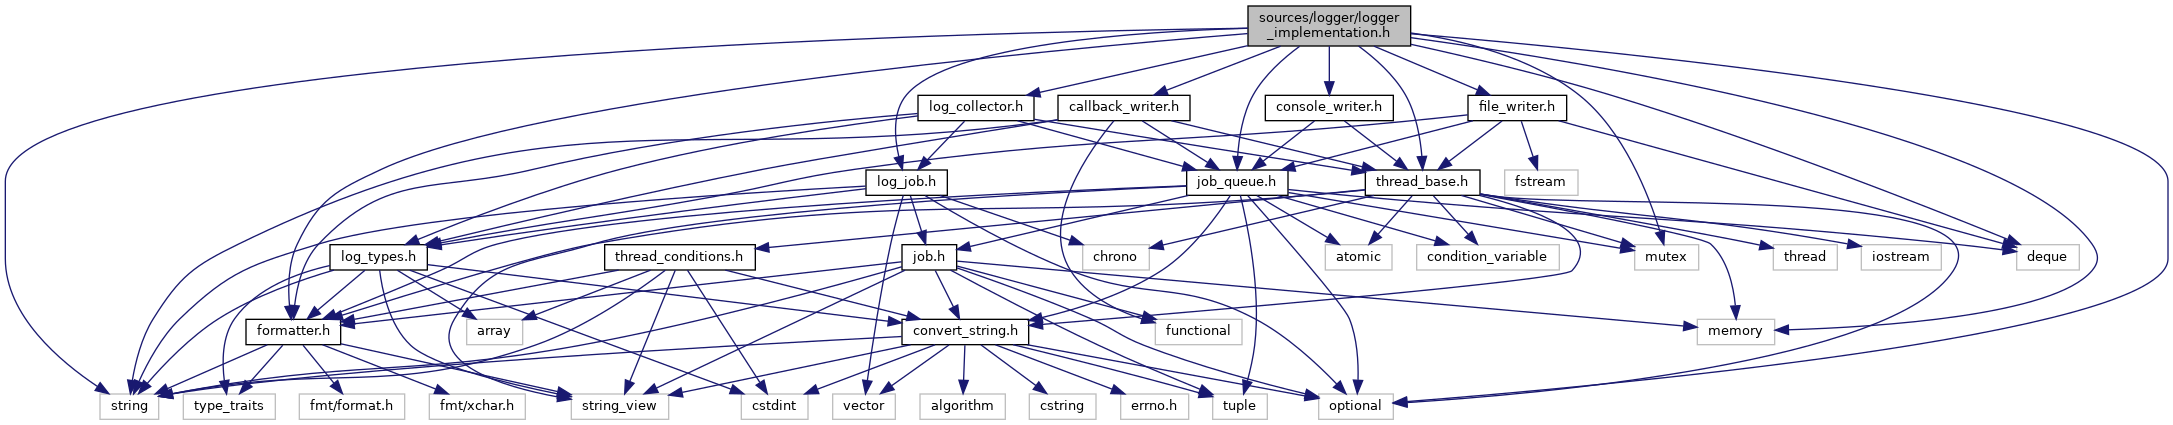 sources/logger/logger
_implementation.h
log_collector.h
callback_writer.h
console_writer.h
file_writer.h
log_job.h
job_queue.h
thread_base.h
fstream
log_types.h
thread_conditions.h
job.h
chrono
atomic
condition_variable
mutex
thread
iostream
deque
formatter.h
array
convert_string.h
functional
memory
string
type_traits
fmt/format.h
fmt/xchar.h
string_view
cstdint
vector
algorithm
cstring
errno.h
tuple
optional